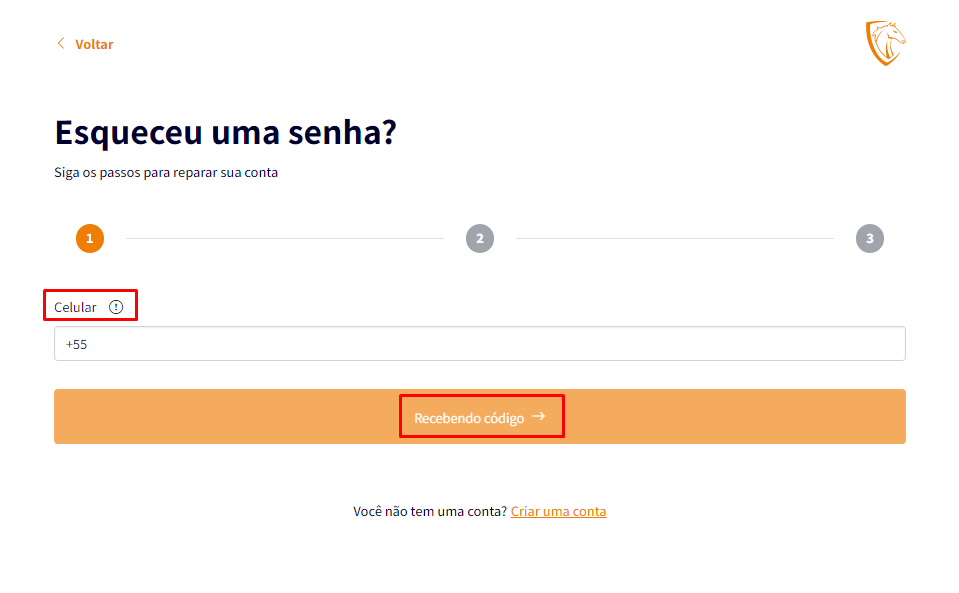 Voltar
Esqueceu uma senha?
Siga os passos para reparar sua conta
1 2 3
Celular
+55
Recebendo código →
Você não tem uma conta? Criar uma conta